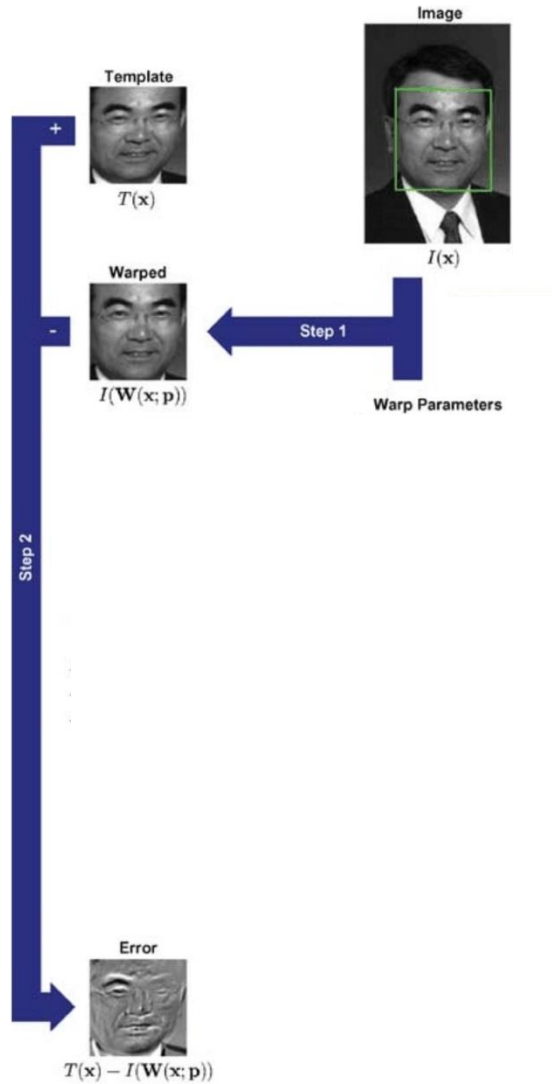 Image
Template
+
T(x)
I(x)
Warped
-
Step 1
I(W(x; p))
Warp Parameters
Step 2
Error
T(x) − I(W(x; p))